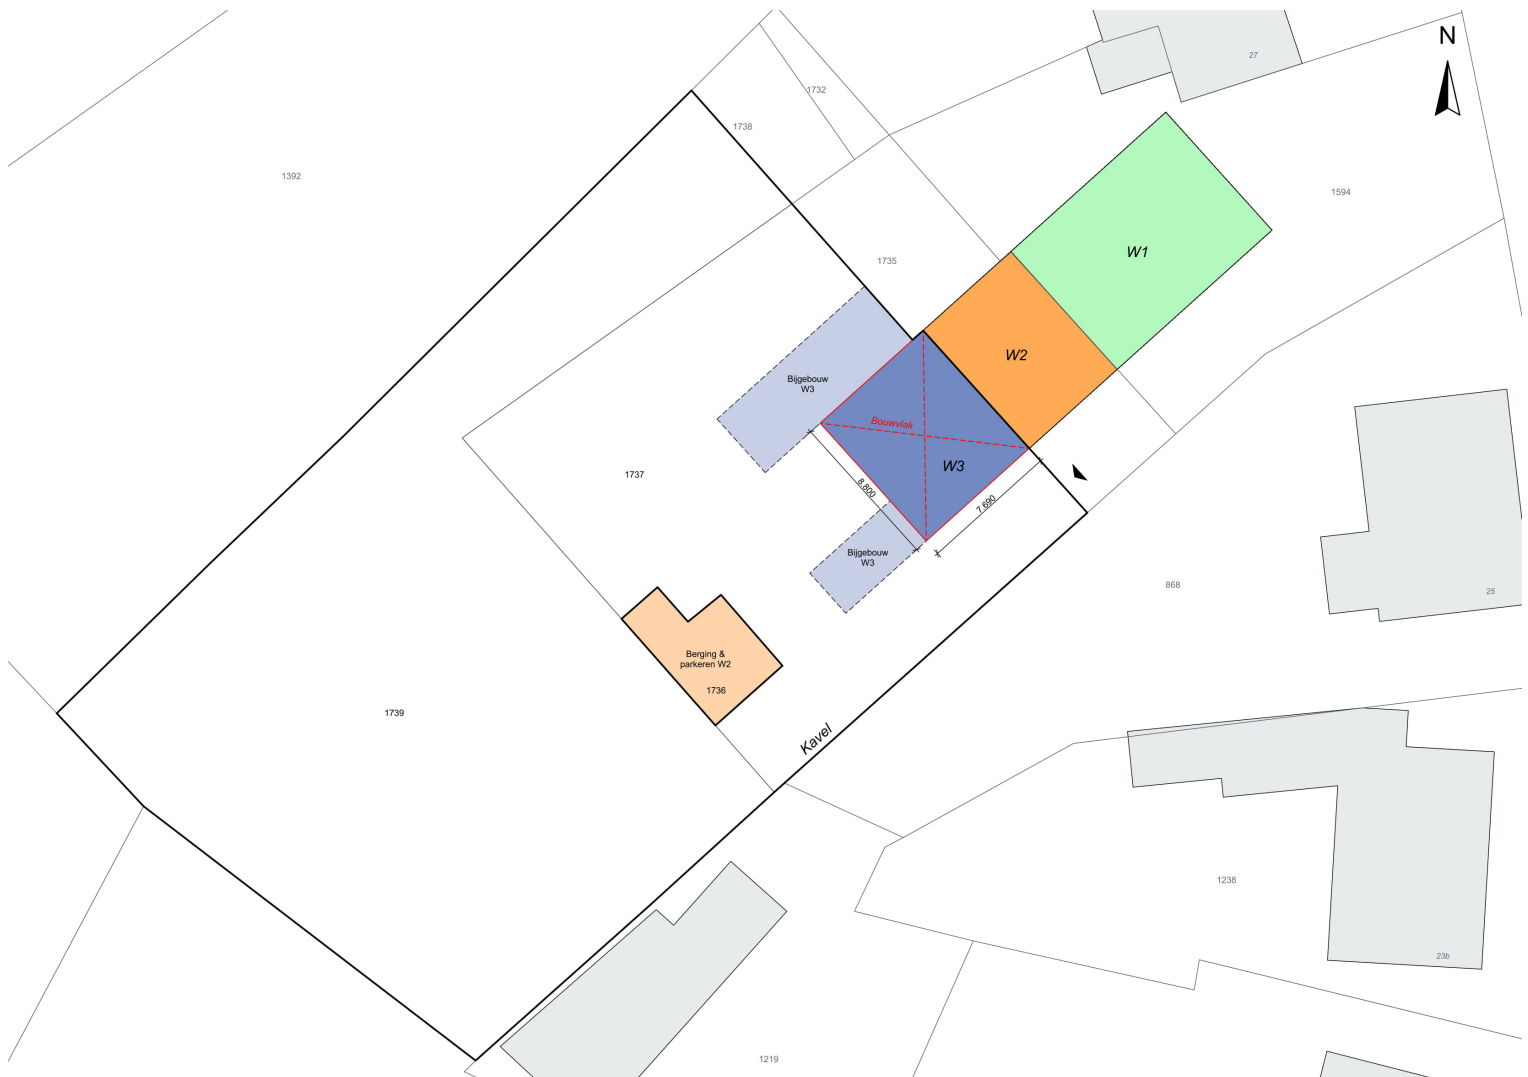 N
27
1732
1738
1392
1594
W1
1735
W2
Bijgebouw
W3
Bouwvlak
W3
1737
8.800
7.690
Bijgebouw
W3
868
25
Berging &
parkeren W2
1736
1739
Kavel
1238
23b
1219